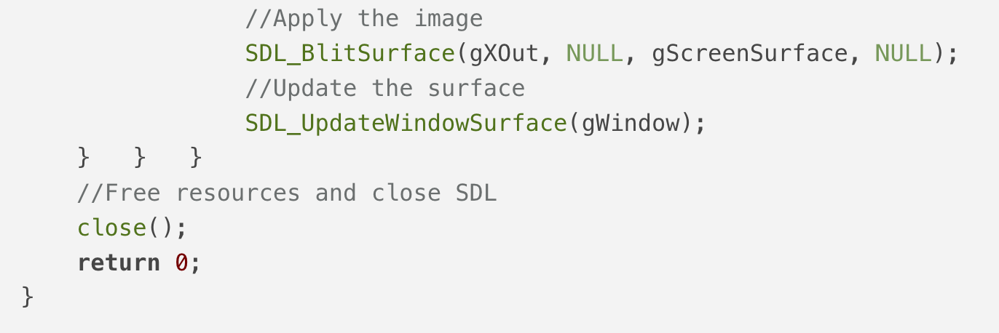 //Apply the image
SDL_BlitSurface(gXOut, NULL, gScreenSurface, NULL);
//Update the surface
SDL_UpdateWindowSurface(gWindow);
}   }   }
//Free resources and close SDL
close();
return 0;
}